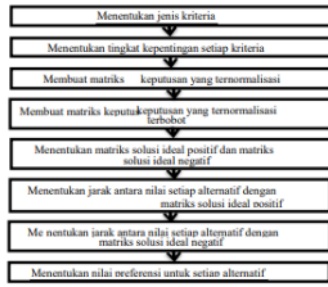 Menentukan jenis kriteria
Menentukan tingkat kepentingan setiap kriteria
Membuat matriks keputusan yang ternormalisasi
Membuat matriks keputukeputusan yang ternormalisasi
terbobot
Menentukan matriks solusi ideal positif dan matriks
solusi ideal negatif
Menentukan jarak antara nilai setiap alternatif dengan
matriks solusi ideal positif
Me nentukan jarak antara nilai setiap alternatif dengan
matriks solusi ideal negatif
Menentukan nilai preferensi untuk setiap alternatif